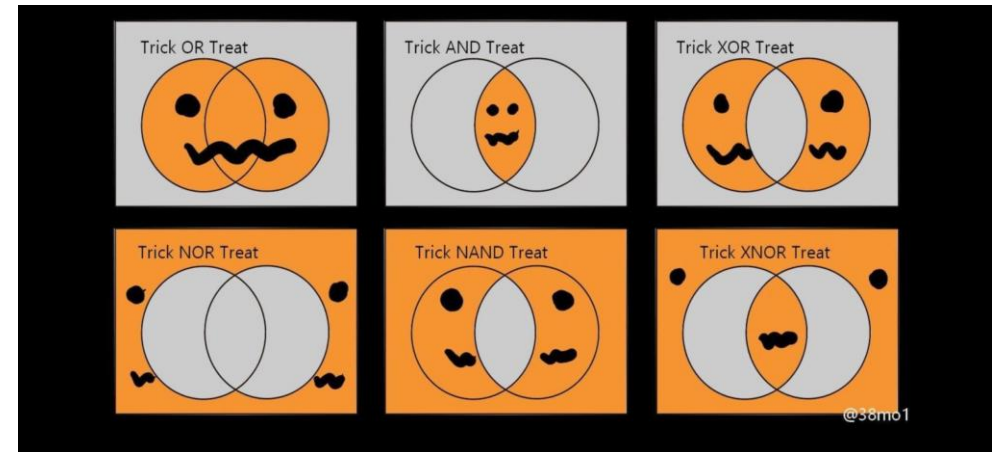 Trick OR Treat
Trick AND Treat
Trick XOR Treat
Trick NOR Treat
Trick NAND Treat
Trick XNOR Treat
@38mo1